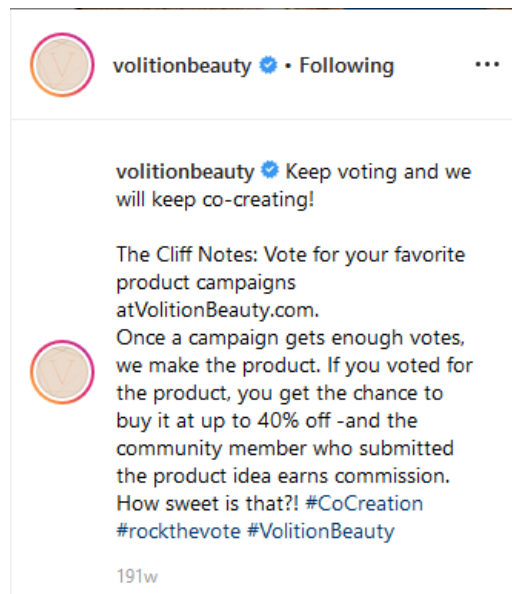 volitionbeauty • Following
volitionbeauty Keep voting and we
will keep co-creating!
The Cliff Notes: Vote for your favorite
product campaigns
atVolitionBeauty.com.
Once a campaign gets enough votes,
we make the product. If you voted for
the product, you get the chance to
buy it at up to 40% off -and the
community member who submitted
the product idea earns commission.
How sweet is that?! #CoCreation
#rockthevote #VolitionBeauty
191w